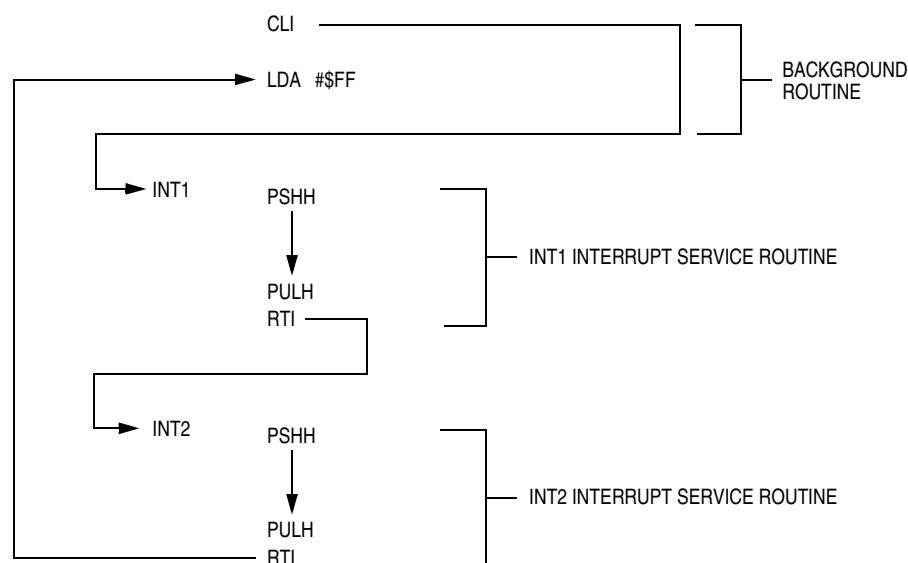 CLI
LDA #$FF
BACKGROUND
ROUTINE
INT1
PSHH
INT1 INTERRUPT SERVICE ROUTINE
PULH
RTI
INT2
PSHH
INT2 INTERRUPT SERVICE ROUTINE
PULH
RTI